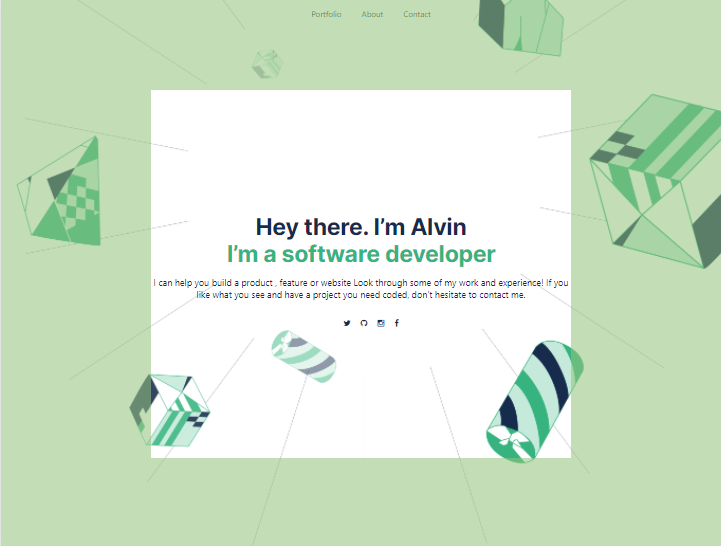 Portfolio About Contact
Hey there. I'm Alvin
I'm a software developer
I can help you build a product , feature or website Look through some of my work and experience! If you
like what you see and have a project you need coded, don't hesitate to contact me.